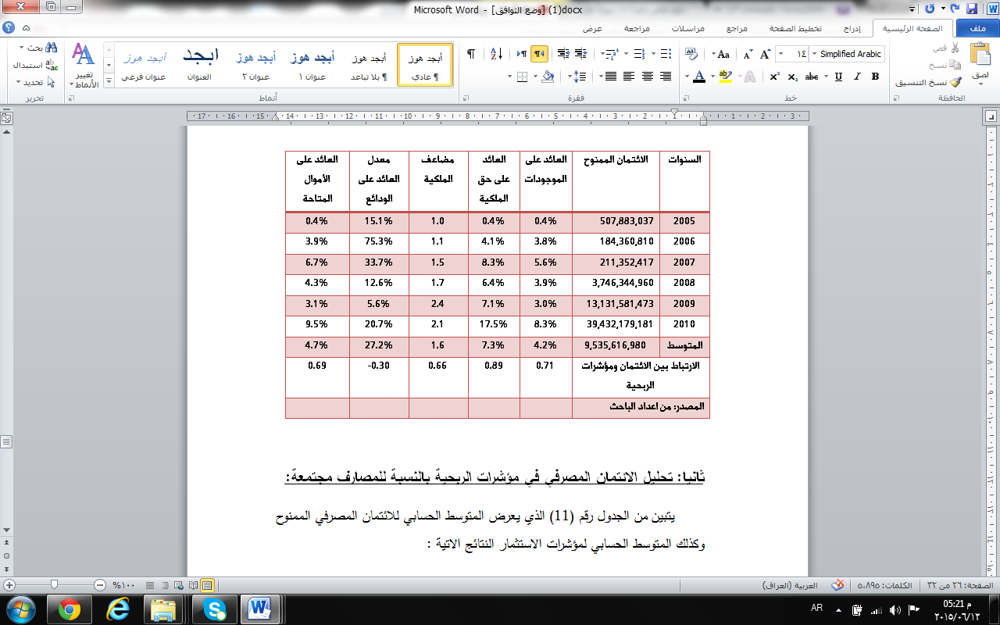 Microsoft Word - [وضع التوافق] (1)docx
ملف الصفحة الرئيسية إدراج تخطيط الصفحة مراجع مراسلات مراجعة عرض
لصق
قص
نسخ
نسخ التنسيق
الحافظة
Simplified Arabic ١٤
خط
فقرة
أبجد هوز
¶ عادي
أبجد هوز
¶ بلا تباعد
أبجد هوز
عنوان ١
أبجد هوز
عنوان ٢
ابجد
العنوان
أبجد هوز
عنوان فرعي
أنماط
تغيير الأنماط
بحث
استبدال
تحديد
تحرير
السنوات الائتمان الممنوح العائد على الموجودات العائد على حق الملكية مضاعف الملكية معدل العائد على الودائع العائد على الأموال المتاحة
2005 507,883,037 0.4% 0.4% 1.0 15.1% 0.4%
2006 184,360,810 3.8% 4.1% 1.1 75.3% 3.9%
2007 211,352,417 5.6% 8.3% 1.5 33.7% 6.7%
2008 3,746,344,960 3.9% 6.4% 1.7 12.6% 4.3%
2009 13,131,581,473 3.0% 7.1% 2.4 5.6% 3.1%
2010 39,432,179,181 8.3% 17.5% 2.1 20.7% 9.5%
المتوسط 9,535,616,980 4.2% 7.3% 1.6 27.2% 4.7%
الارتباط بين الائتمان ومؤشرات الربحية 0.71 0.89 0.66 -0.30 0.69
المصدر: من اعداد الباحث
ثانيا: تحليل الائتمان المصرفي في مؤشرات الربحية بالنسبة للمصارف مجتمعة:
يتبين من الجدول رقم (11) الذي يعرض المتوسط الحسابي للائتمان المصرفي الممنوح
وكذلك المتوسط الحسابي لمؤشرات الاستثمار النتائج الاتية :
الصفحة: ٢٦ من ٣٢ الكلمات: ٥,٨٩٥ العربية (العراق) ١٠٠%
AR
05:21 م
٢٠١٥/٠٦/١٢